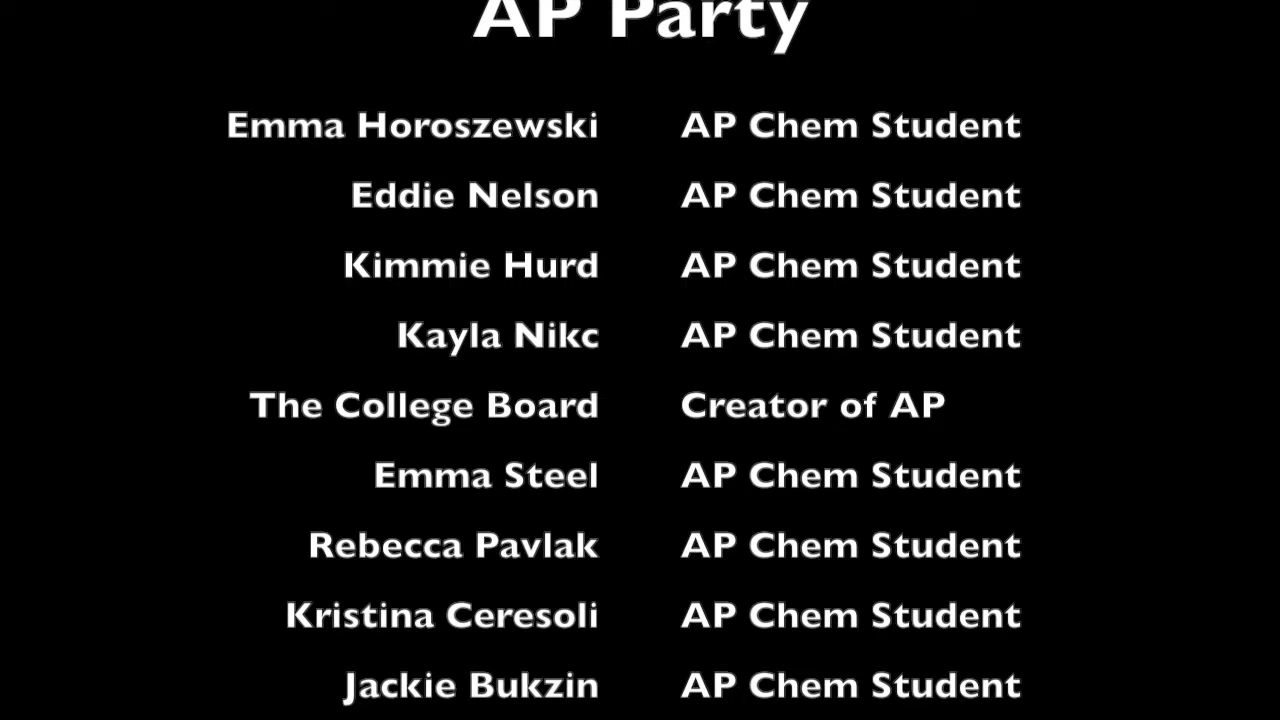 AP Party
Emma Horoszewski AP Chem Student
Eddie Nelson AP Chem Student
Kimmie Hurd AP Chem Student
Kayla Nikc AP Chem Student
The College Board Creator of AP
Emma Steel AP Chem Student
Rebecca Pavlak AP Chem Student
Kristina Ceresoli AP Chem Student
Jackie Bukzin AP Chem Student